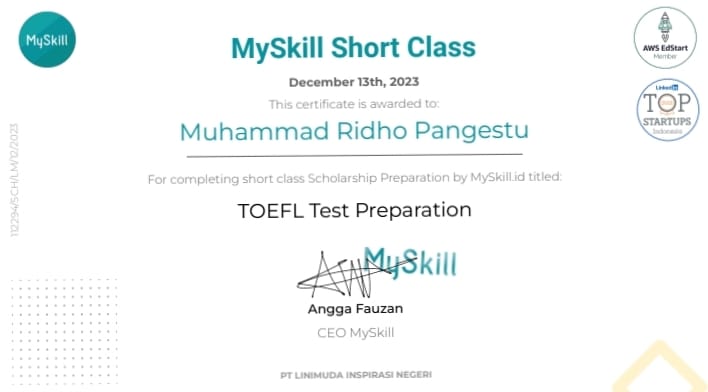 MySkill
MySkill Short Class
December 13th, 2023
This certificate is awarded to:
Muhammad Ridho Pangestu
For completing short class Scholarship Preparation by MySkill.id titled:
TOEFL Test Preparation
MySkill
Angga Fauzan
CEO MySkill
PT LINIMUDA INSPIRASI NEGERI
112294/SCH/LM/12/2023
AWS EdStart
Member
LinkedIn
TOP
STARTUPS
Indonesia